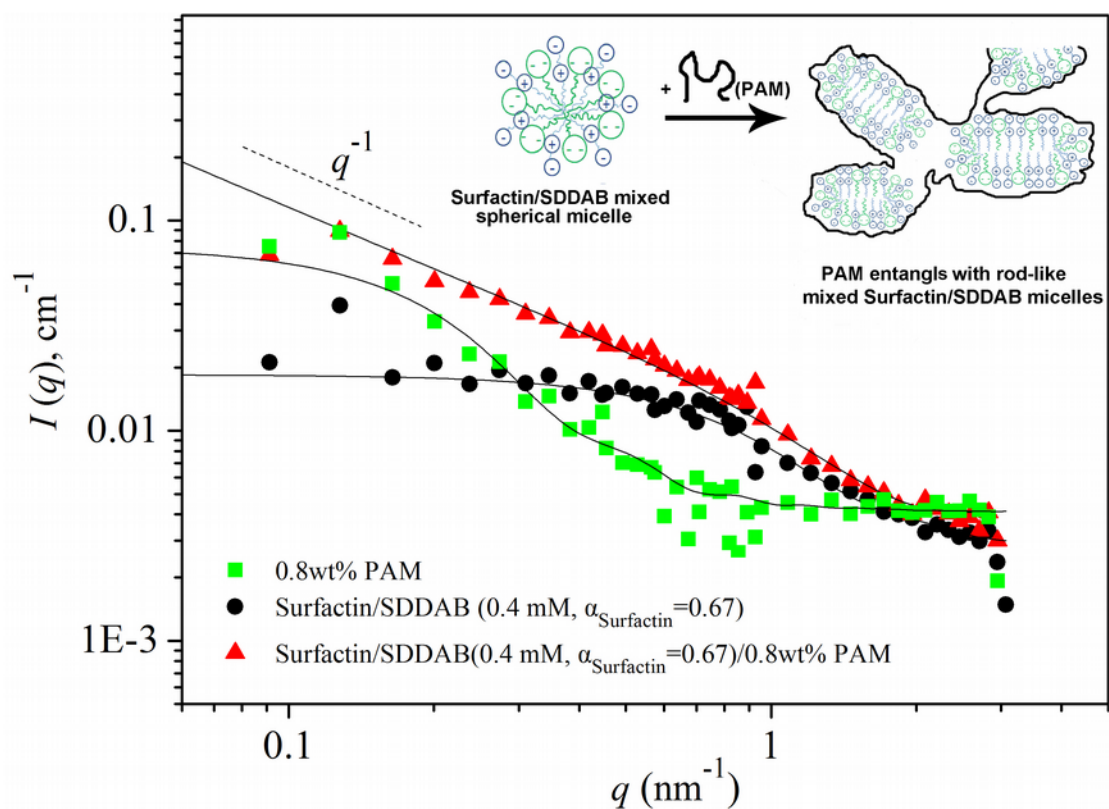 + (PAM)
Surfactin/SDDAB mixed
spherical micelle
PAM entangls with rod-like
mixed Surfactin/SDDAB micelles
q⁻¹
I (q), cm⁻¹
0.1
0.01
1E-3
0.8wt% PAM
Surfactin/SDDAB (0.4 mM, α_Surfactin=0.67)
Surfactin/SDDAB(0.4 mM, α_Surfactin=0.67)/0.8wt% PAM
0.1
1
q (nm⁻¹)